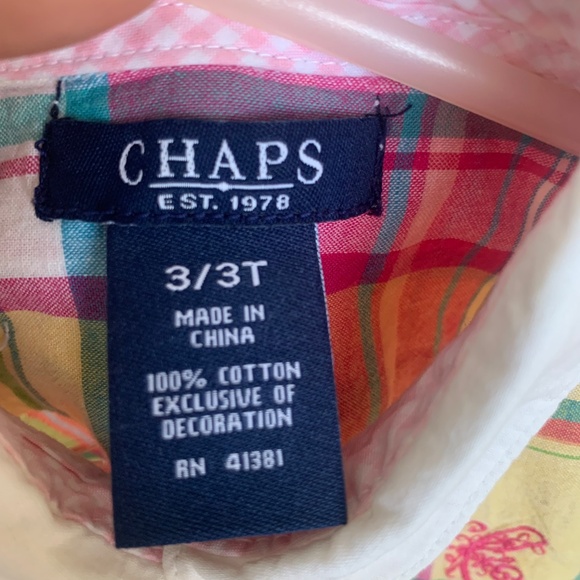 CHAPS
EST. 1978
3/3T
MADE IN
CHINA
100% COTTON
EXCLUSIVE OF
DECORATION
RN 41381